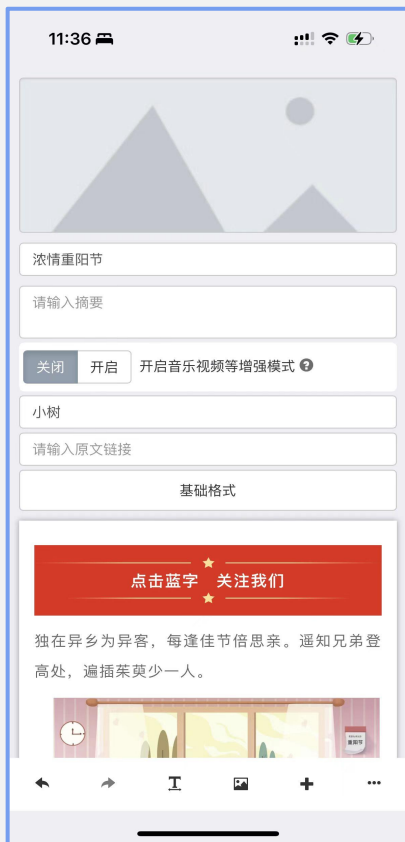 11:36
浓情重阳节
请输入摘要
关闭 开启 开启音乐视频等增强模式
小树
请输入原文链接
基础格式
点击蓝字 关注我们
独在异乡为异客，每逢佳节倍思亲。遥知兄弟登
高处，遍插茱萸少一人。
重阳节